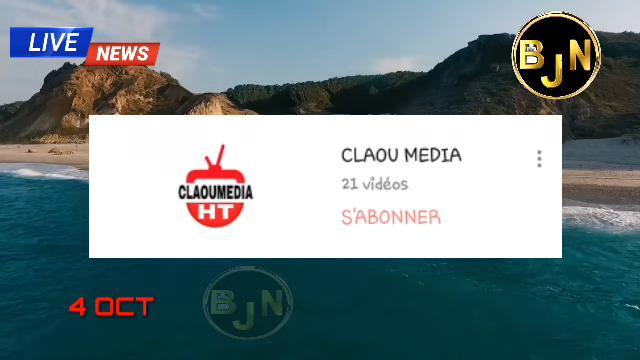 LIVE
NEWS
BJN
CLAOUMEDIA
HT
CLAOU MEDIA
21 vidéos
S'ABONNER
4 OCT
BJN